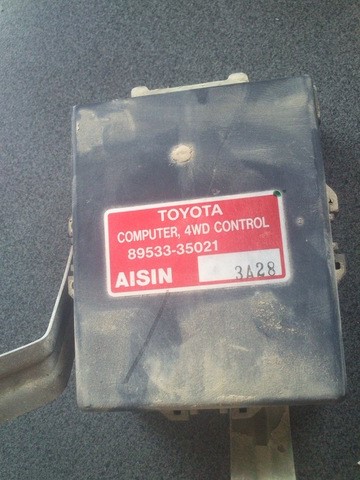 TOYOTA
COMPUTER, 4WD CONTROL
89533-35021
AISIN 3A28